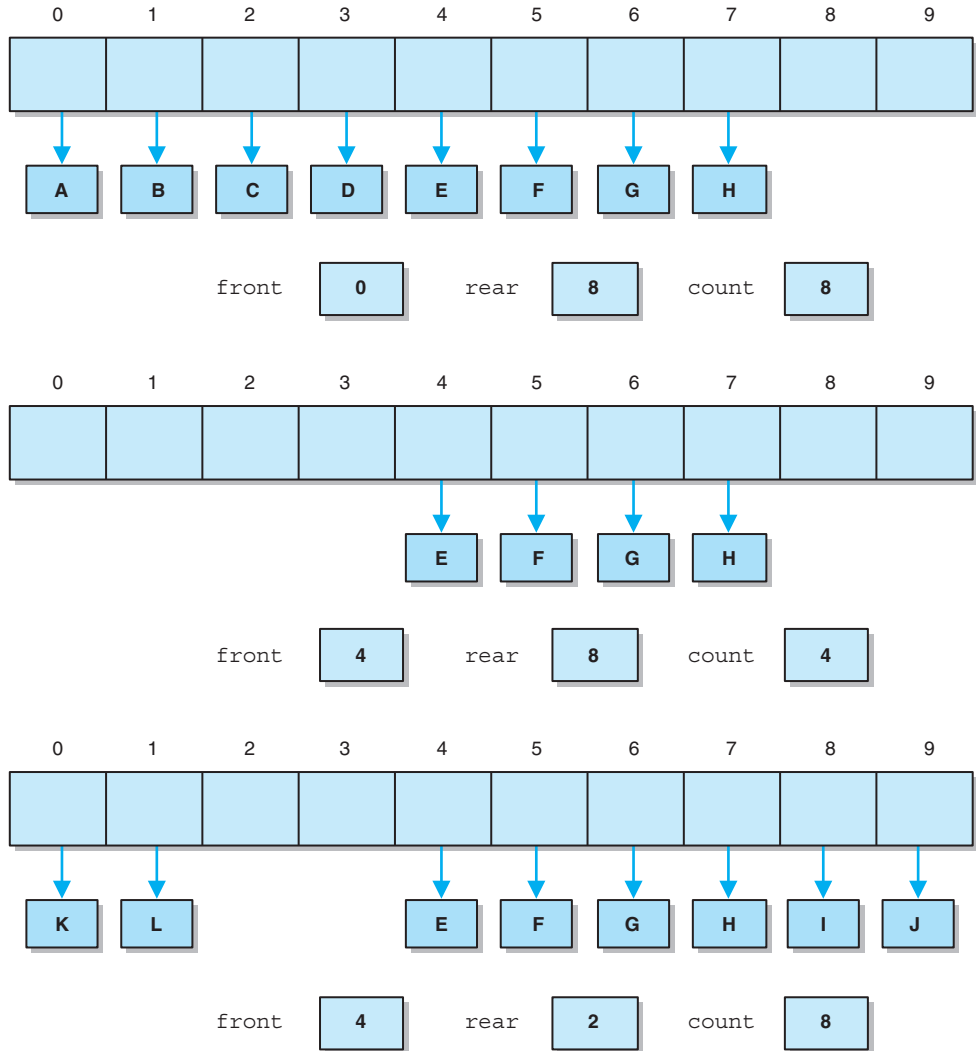 0 1 2 3 4 5 6 7 8 9
A B C D E F G H
front 0 rear 8 count 8
0 1 2 3 4 5 6 7 8 9
E F G H
front 4 rear 8 count 4
0 1 2 3 4 5 6 7 8 9
K L E F G H I J
front 4 rear 2 count 8